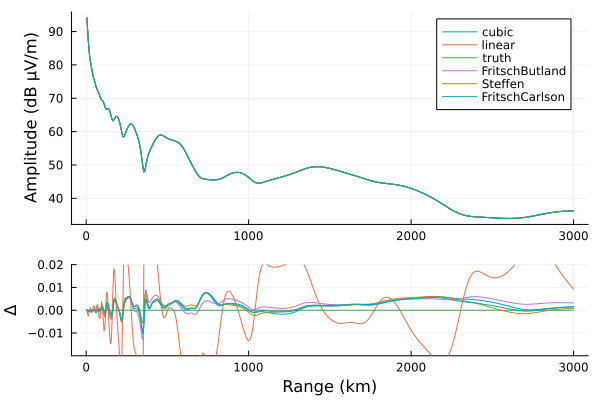 90
80
70
60
50
40
Amplitude (dB μV/m)
cubic
linear
truth
FritschButland
Steffen
FritschCarlson
0 1000 2000 3000
0.02
0.01
0.00
−0.01
Δ
0 1000 2000 3000
Range (km)